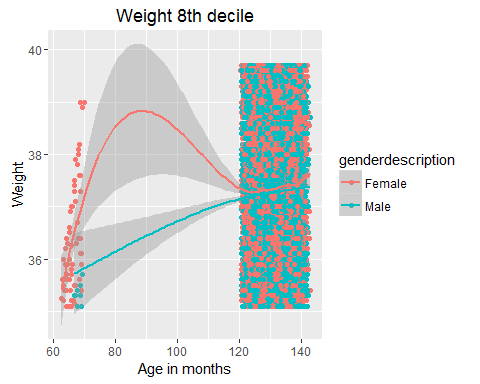 Weight 8th decile
40
38
36
Weight
60
80
100
120
140
Age in months
genderdescription
Female
Male